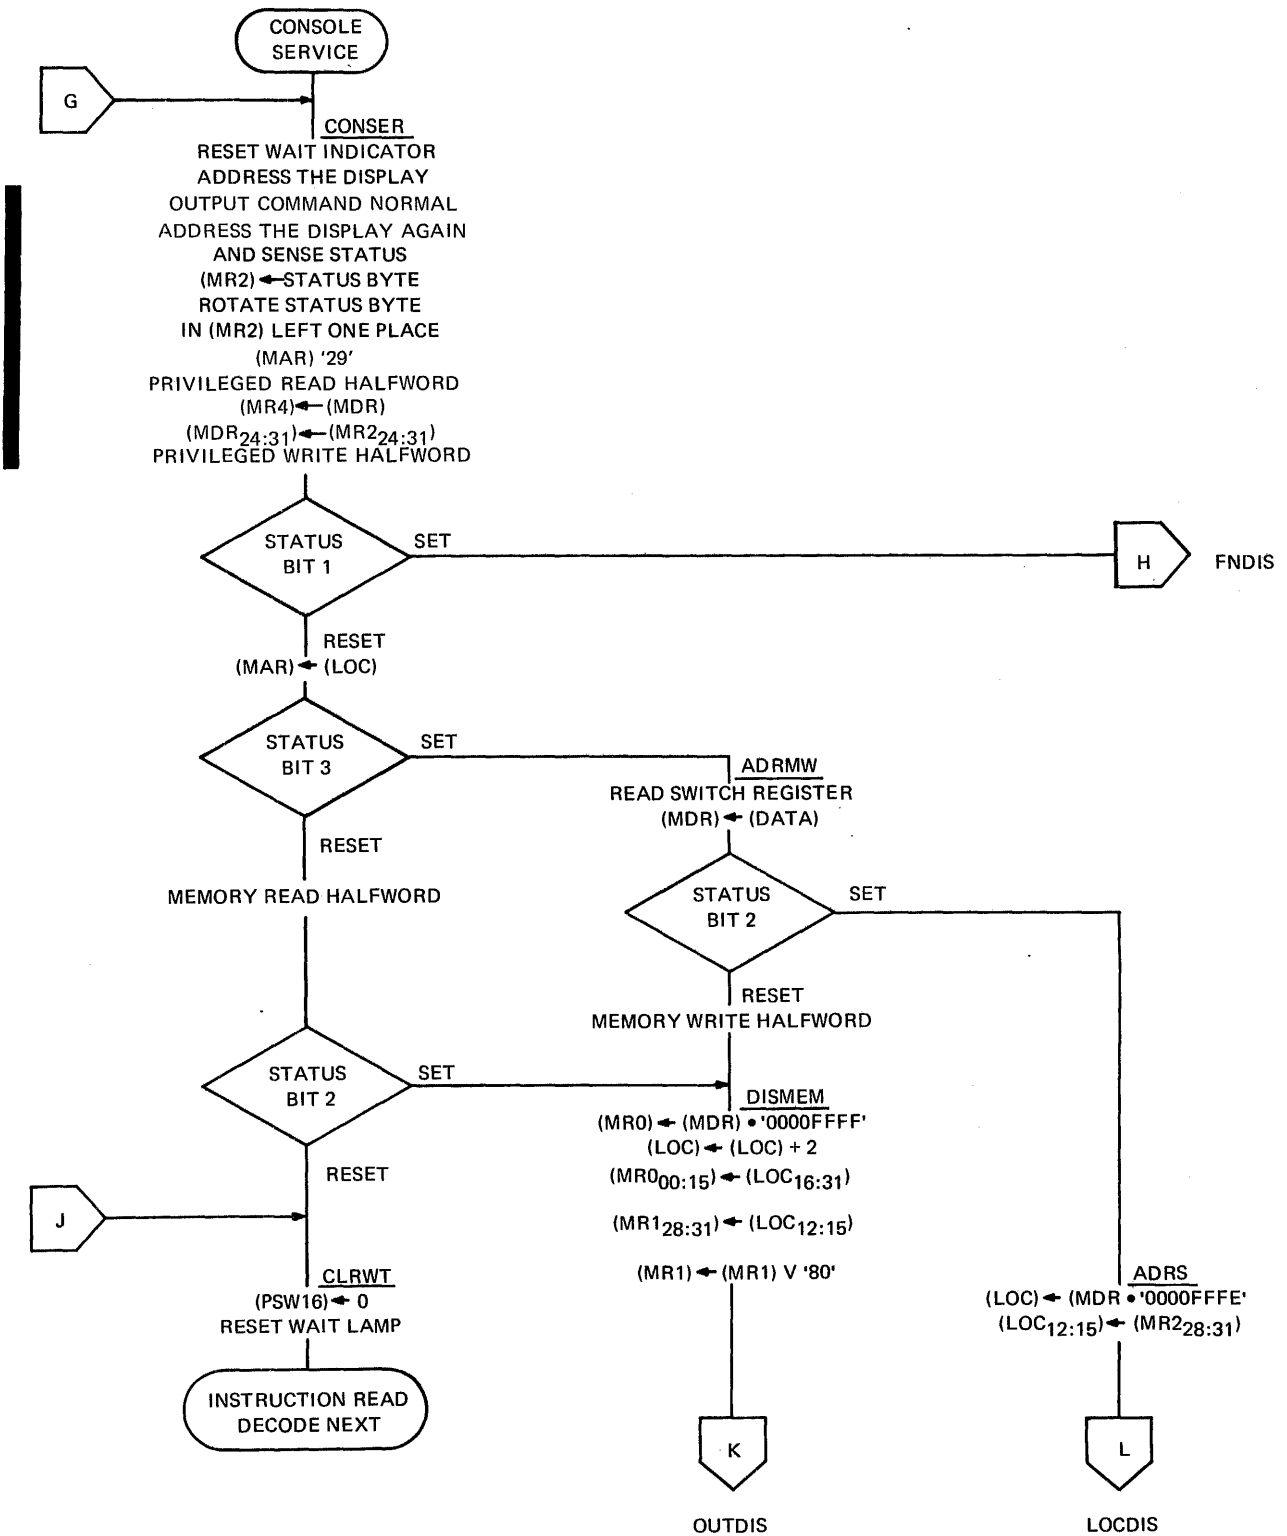 CONSOLE
SERVICE
G
CONSER
RESET WAIT INDICATOR
ADDRESS THE DISPLAY
OUTPUT COMMAND NORMAL
ADDRESS THE DISPLAY AGAIN
AND SENSE STATUS
(MR2)←STATUS BYTE
ROTATE STATUS BYTE
IN (MR2) LEFT ONE PLACE
(MAR) '29'
PRIVILEGED READ HALFWORD
(MR4)←(MDR)
(MDR24:31)←(MR224:31)
PRIVILEGED WRITE HALFWORD
STATUS
BIT 1
SET
H
FNDIS
RESET
(MAR)←(LOC)
STATUS
BIT 3
SET
ADRMW
READ SWITCH REGISTER
(MDR)←(DATA)
RESET
MEMORY READ HALFWORD
STATUS
BIT 2
SET
RESET
MEMORY WRITE HALFWORD
STATUS
BIT 2
SET
DISMEM
(MR0)←(MDR)•'0000FFFF'
(LOC)←(LOC)+2
(MR000:15)←(LOC16:31)
(MR128:31)←(LOC12:15)
(MR1)←(MR1) V '80'
RESET
J
CLRWT
(PSW16)←0
RESET WAIT LAMP
INSTRUCTION READ
DECODE NEXT
ADRS
(LOC)←(MDR•'0000FFFE'
(LOC12:15)←(MR228:31)
K
OUTDIS
L
LOCDIS